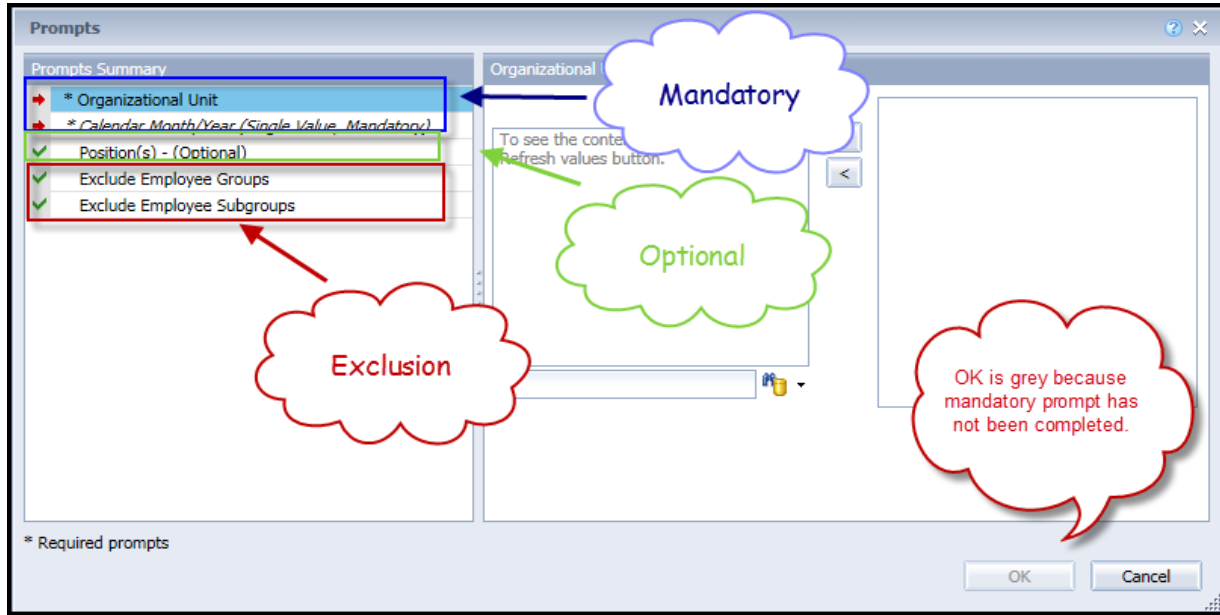 Prompts
Prompts Summary
* Organizational Unit
* Calendar Month/Year (Single Value, Mandatory)
Position(s) - (Optional)
Exclude Employee Groups
Exclude Employee Subgroups
Organizational
Mandatory
To see the
Refresh values button.
<
Optional
Exclusion
OK is grey because
mandatory prompt has
not been completed.
* Required prompts
OK
Cancel